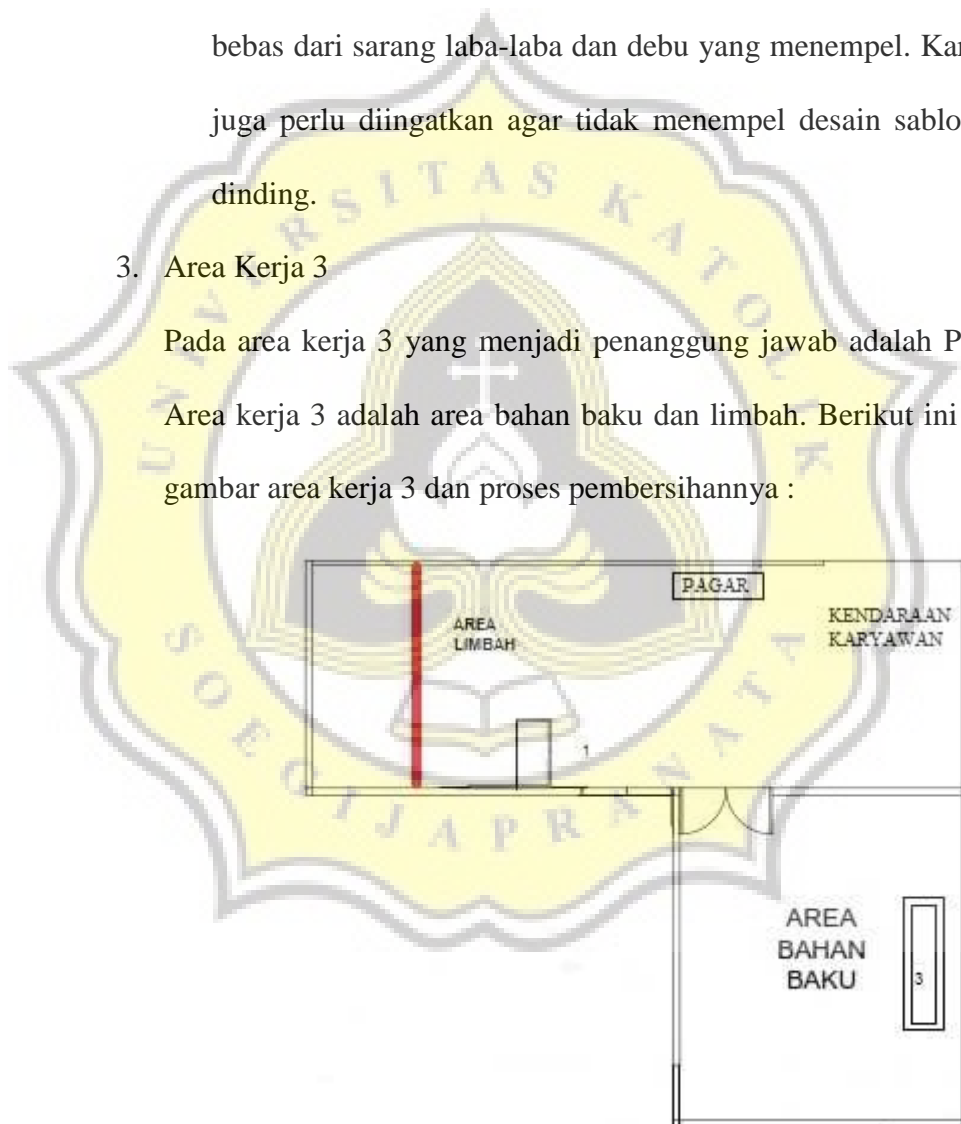 bebas dari sarang laba-laba dan debu yang menempel.
juga perlu diingatkan agar tidak menempel desain
dinding.
3. Area Kerja 3
Pada area kerja 3 yang menjadi penanggung jawab adalah
Area kerja 3 adalah area bahan baku dan limbah. Berikut ini
gambar area kerja 3 dan proses pembersihannya :
UNIVERSITAS KATOLIK
SOEGIJAPRANATA
PAGAR
AREA
LIMBAH
KENDARAAN
KARYAWAN
1
AREA
BAHAN
BAKU
3